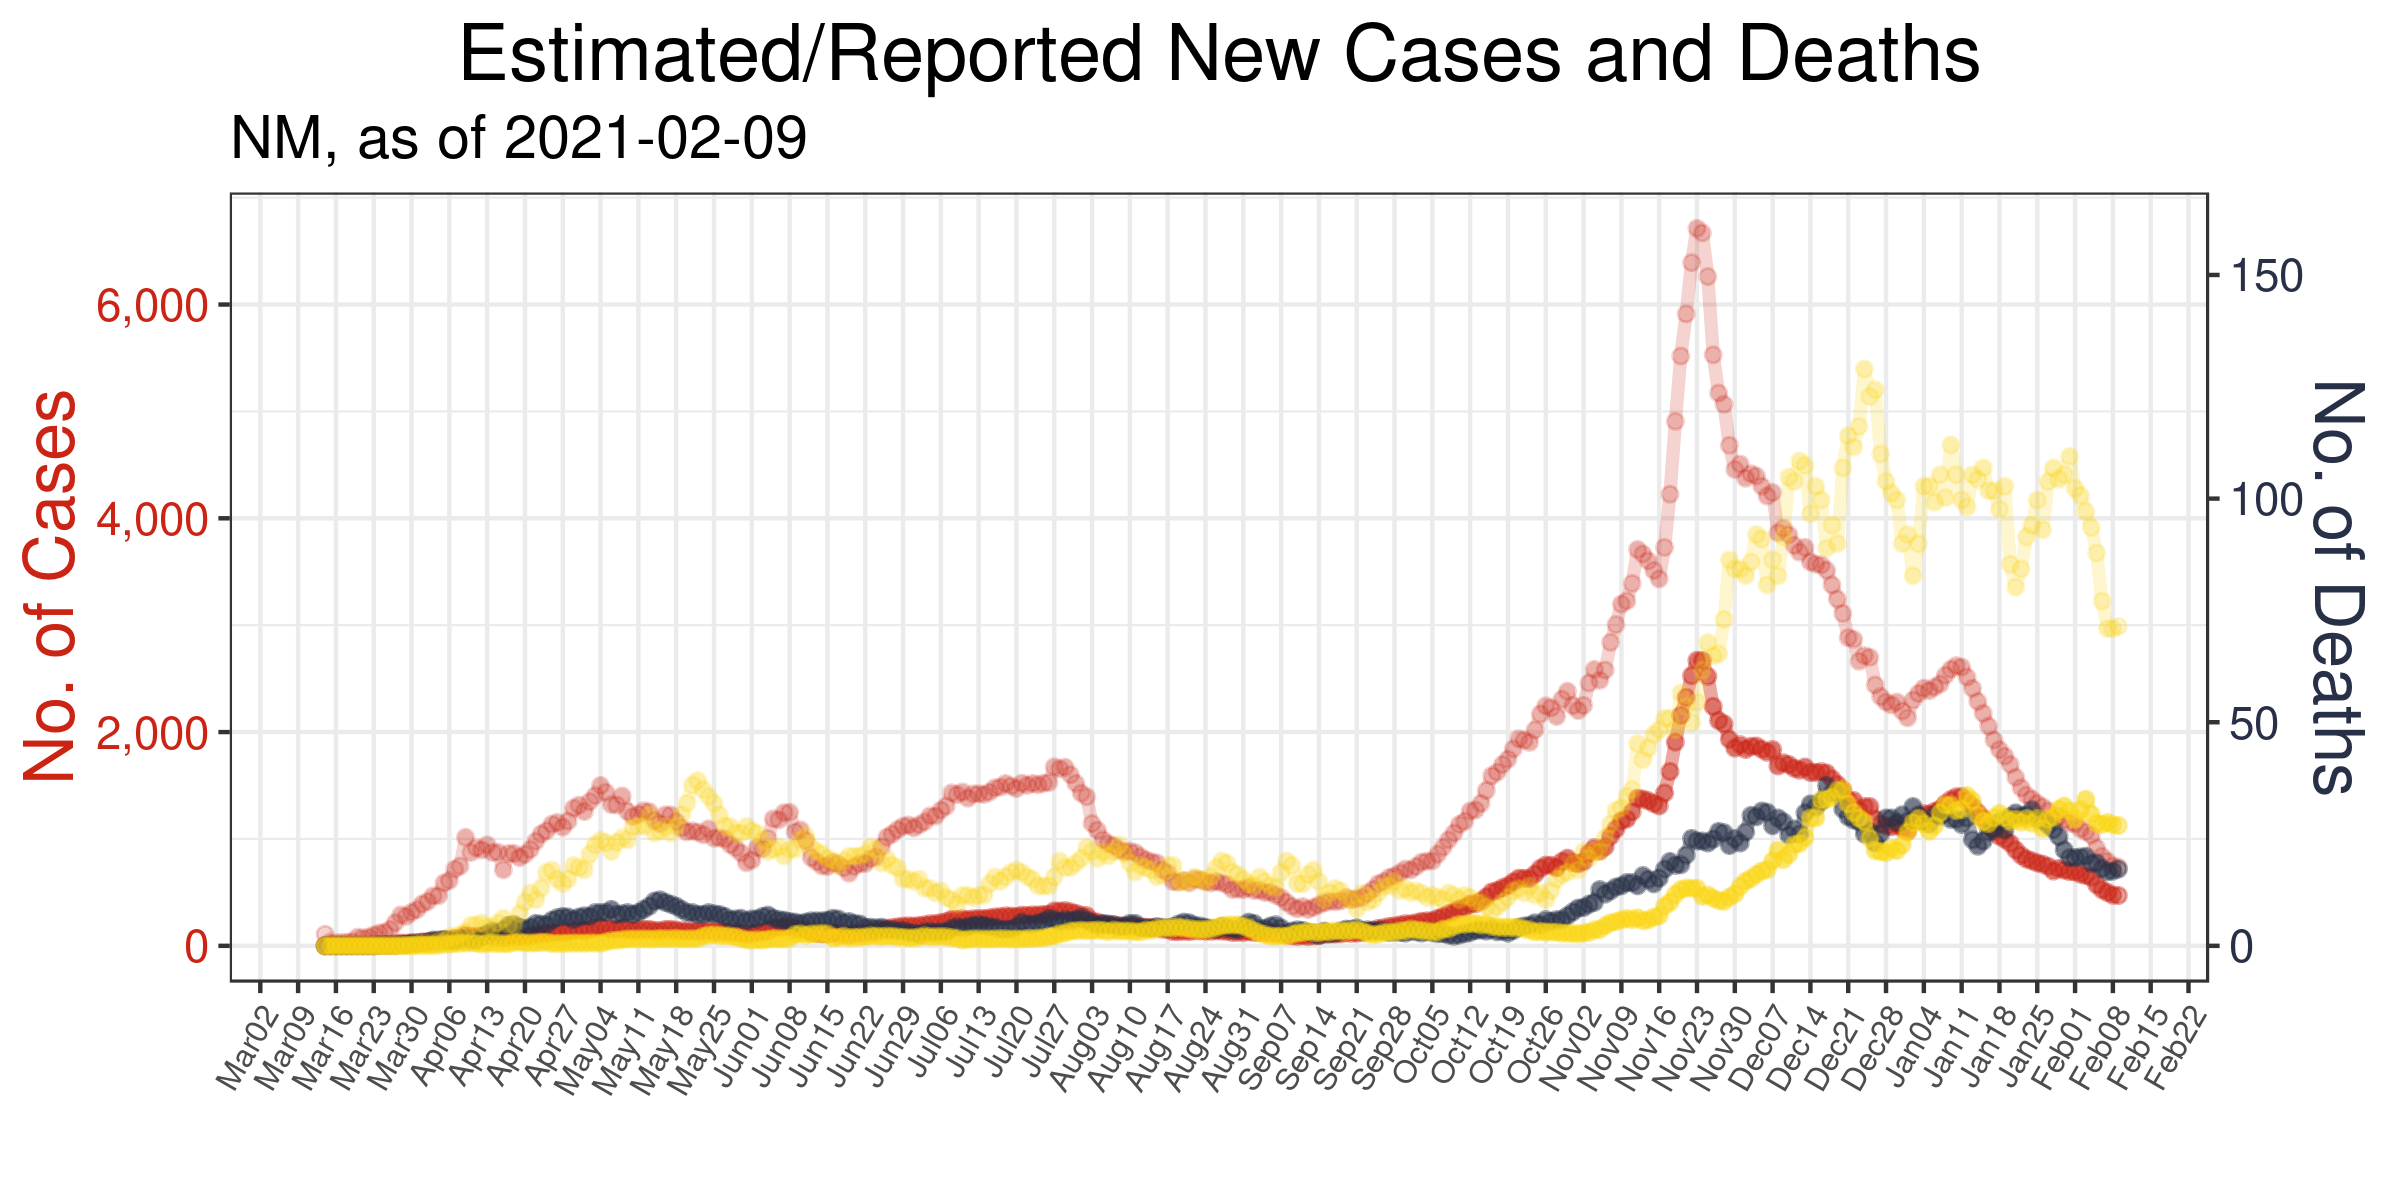 Estimated/Reported New Cases and Deaths
NM, as of 2021-02-09
No. of Cases
6,000
4,000
2,000
0
150
100
50
0
No. of Deaths
Mar02
Mar09
Mar16
Mar23
Mar30
Apr06
Apr13
Apr20
Apr27
May04
May11
May18
May25
Jun01
Jun08
Jun15
Jun22
Jun29
Jul06
Jul13
Jul20
Jul27
Aug03
Aug10
Aug17
Aug24
Aug31
Sep07
Sep14
Sep21
Sep28
Oct05
Oct12
Oct19
Oct26
Nov02
Nov09
Nov16
Nov23
Nov30
Dec07
Dec14
Dec21
Dec28
Dec04
Jan04
Jan11
Jan18
Jan25
Feb01
Feb08
Feb15
Feb22